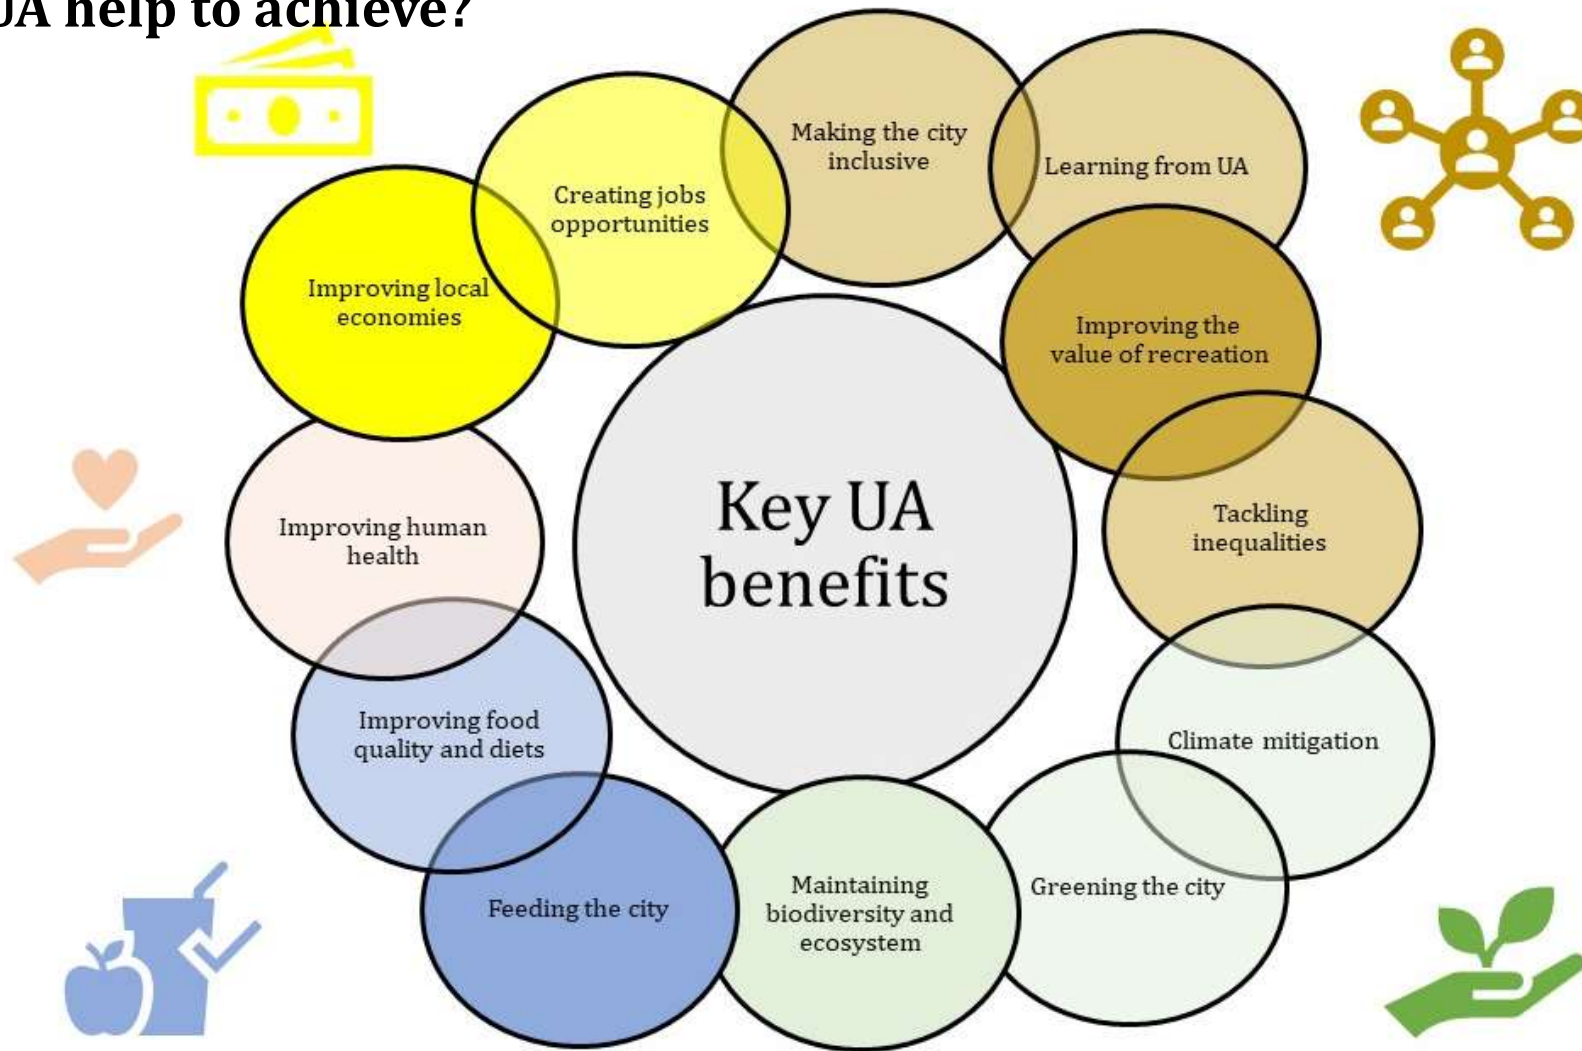 UA help to achieve?
Making the city
inclusive
Learning from UA
Creating jobs
opportunities
Improving local
economies
Improving the
value of recreation
Key UA
benefits
Tackling
inequalities
Improving human
health
Improving food
quality and diets
Climate mitigation
Feeding the city
Maintaining
biodiversity and
ecosystem
Greening the city